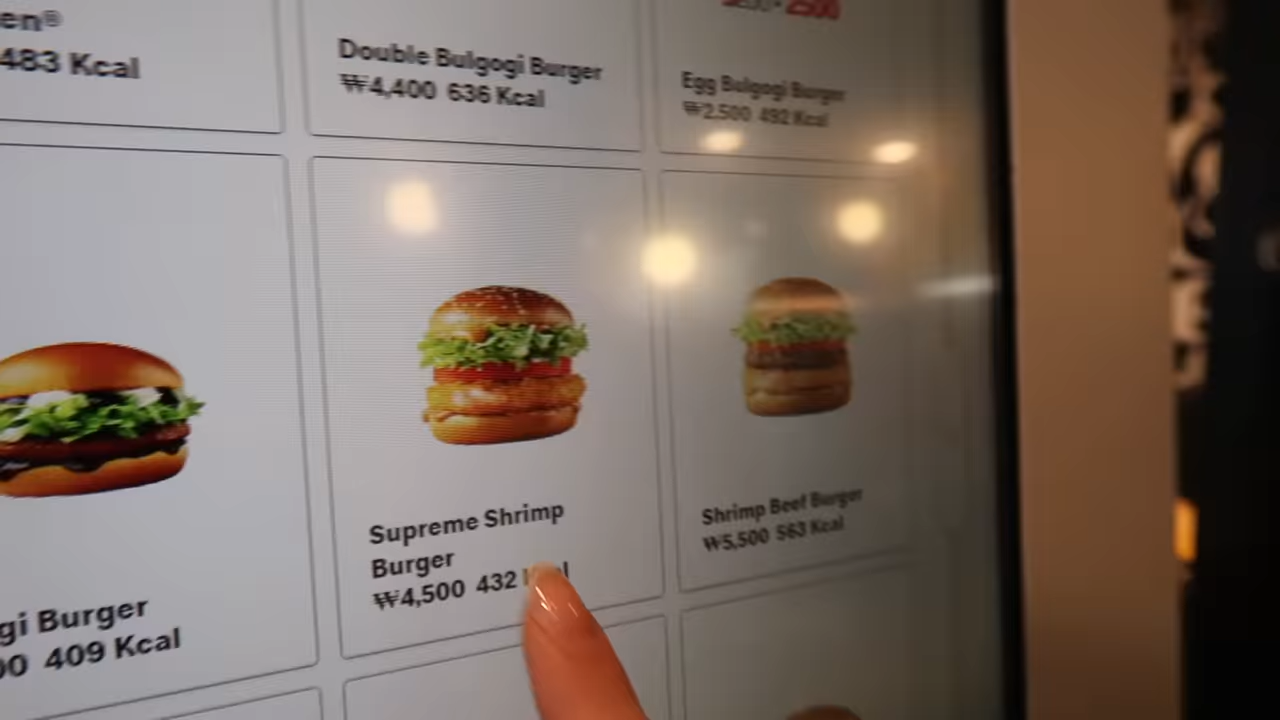 en®
483 Kcal
Double Bulgogi Burger
₩4,400 636 Kcal
2500
Egg Bulgogi Burger
₩2,500 492 Kcal
Supreme Shrimp
Burger
₩4,500 432
Shrimp Beef Burger
₩5,500 563 Kcal
gi Burger
00 409 Kcal